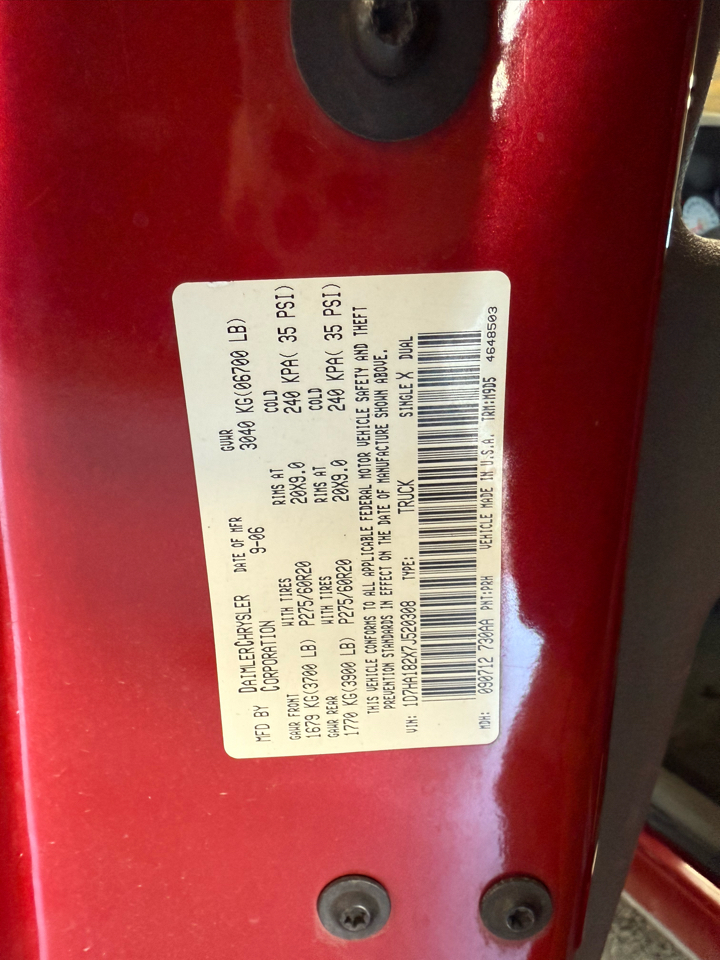 MFD BY DAIMLERCHRYSLER CORPORATION DATE OF MFR 9-06 GVWR 3040 KG(06700 LB)
GAWR FRONT WITH TIRES RIMS AT COLD
1679 KG(3700 LB) P275/60R20 20X9.0 240 KPA( 35 PSI)
GAWR REAR WITH TIRES RIMS AT COLD
1770 KG(3900 LB) P275/60R20 20X9.0 240 KPA( 35 PSI)
THIS VEHICLE CONFORMS TO ALL APPLICABLE FEDERAL MOTOR VEHICLE SAFETY AND THEFT
PREVENTION STANDARDS IN EFFECT ON THE DATE OF MANUFACTURE SHOWN ABOVE.
VIN: 1D7HA182X7J520308 TYPE: TRUCK SINGLE X DUAL
MDH: 090712 730AA PNT:PRH VEHICLE MADE IN U.S.A. TRM:M9D5 4648503